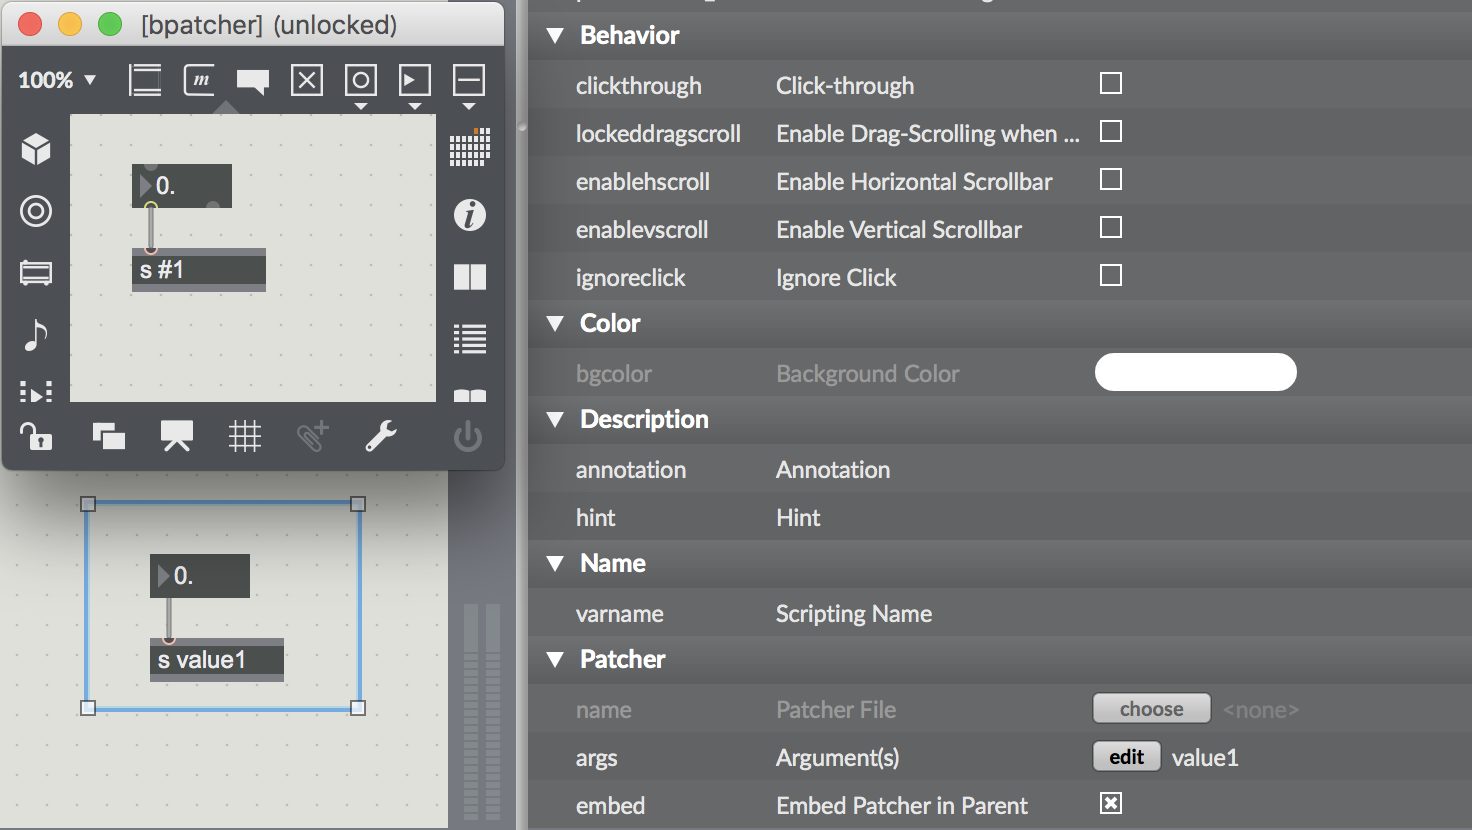 [bpatcher] (unlocked)
100%
m
0.
s #1
i
0.
s value1
Behavior
clickthrough Click-through
lockeddragscroll Enable Drag-Scrolling when ...
enablehscroll Enable Horizontal Scrollbar
enablevscroll Enable Vertical Scrollbar
ignoreclick Ignore Click
Color
bgcolor Background Color
Description
annotation Annotation
hint Hint
Name
varname Scripting Name
Patcher
name Patcher File choose <none>
args Argument(s) edit value1
embed Embed Patcher in Parent